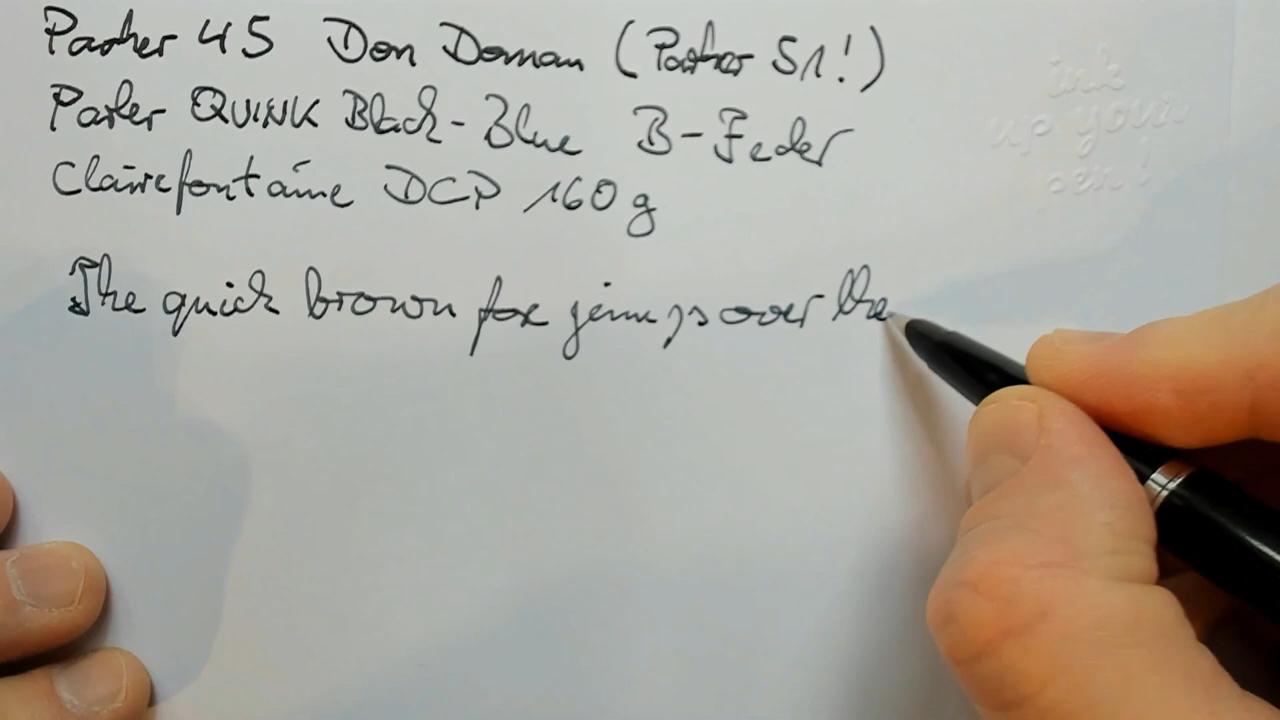 Parker 45 Don Doman (Parker 51!)
Parker QUINK Black-Blue B-Feder
Clairefontaine DCP 160 g
The quick brown fox jumps over the
ink
up your
pen!